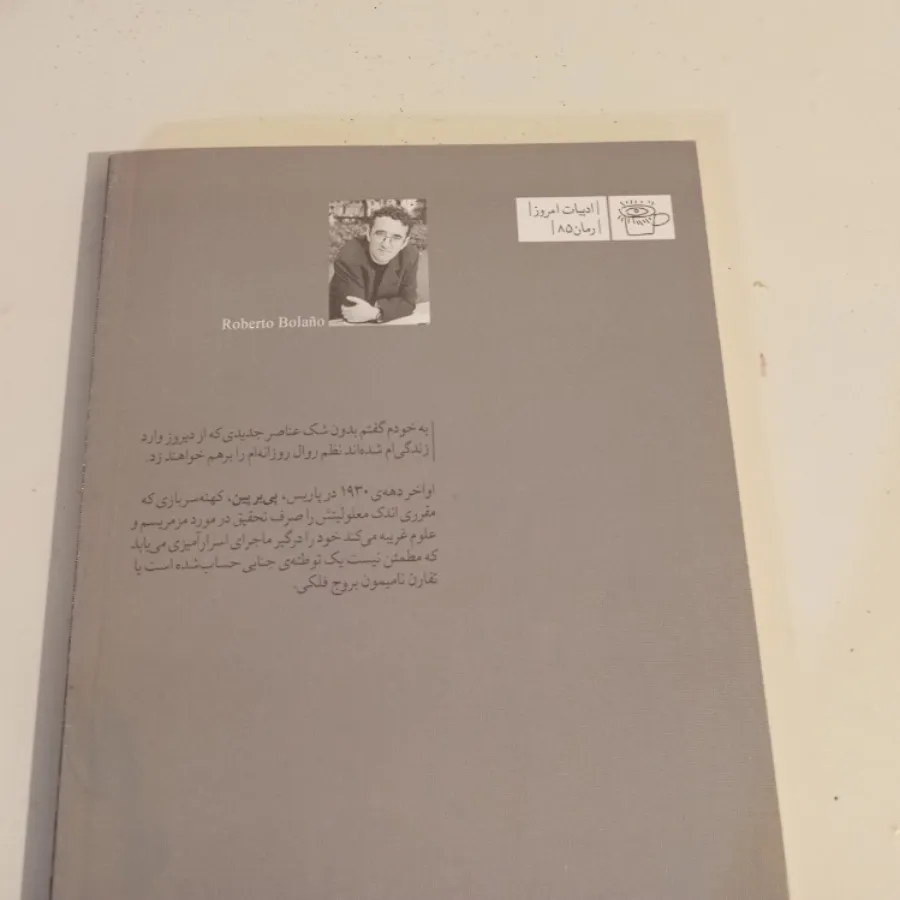 | ادبیات امروز |
| رمان ۸۵ |
Roberto Bolaño
به خودم گفتم بدون شک عناصر جدیدی که از دیروز وارد
زندگی‌ام شده‌اند نظم روال روزانه‌ام را برهم خواهند زد.
اواخر دهه‌ی ۱۹۳۰ در پاریس، پی‌یر پین، کهنه‌سربازی که
مقرری اندک معلولیتش را صرف تحقیق در مورد مزمریسم و
علوم غریبه می‌کند خود را درگیر ماجرای اسرارآمیزی می‌یابد
که مطمئن نیست یک توطئه‌ی جنایی حساب‌شده است یا
تقارن نامیمون بروج فلکی.